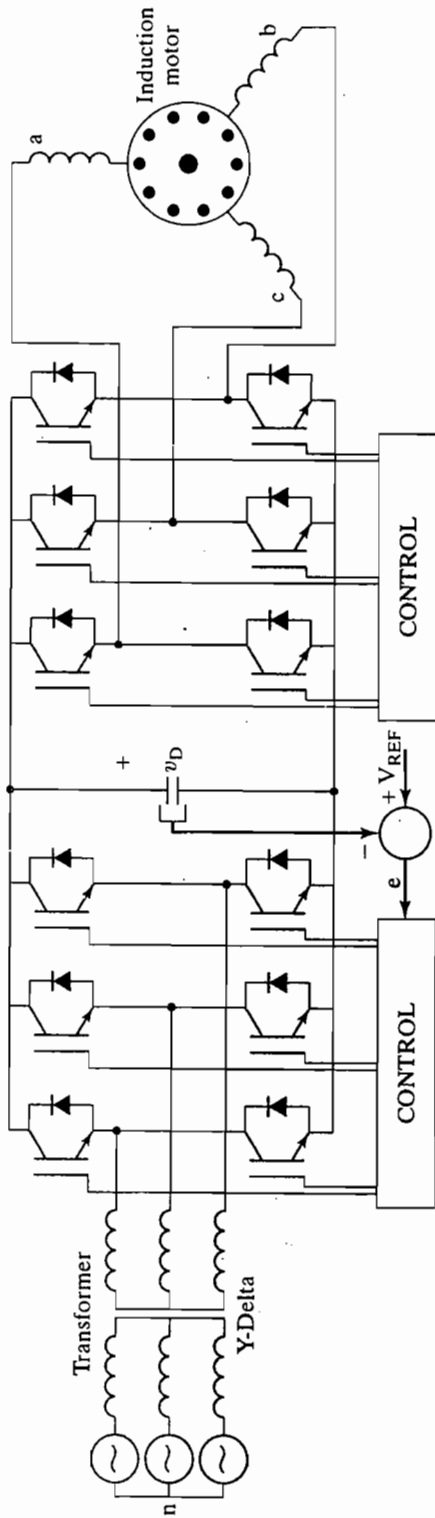 n
Transformer
Y-Delta
CONTROL
e
−
+ V_REF
+
v_D
CONTROL
a
b
c
Induction
motor